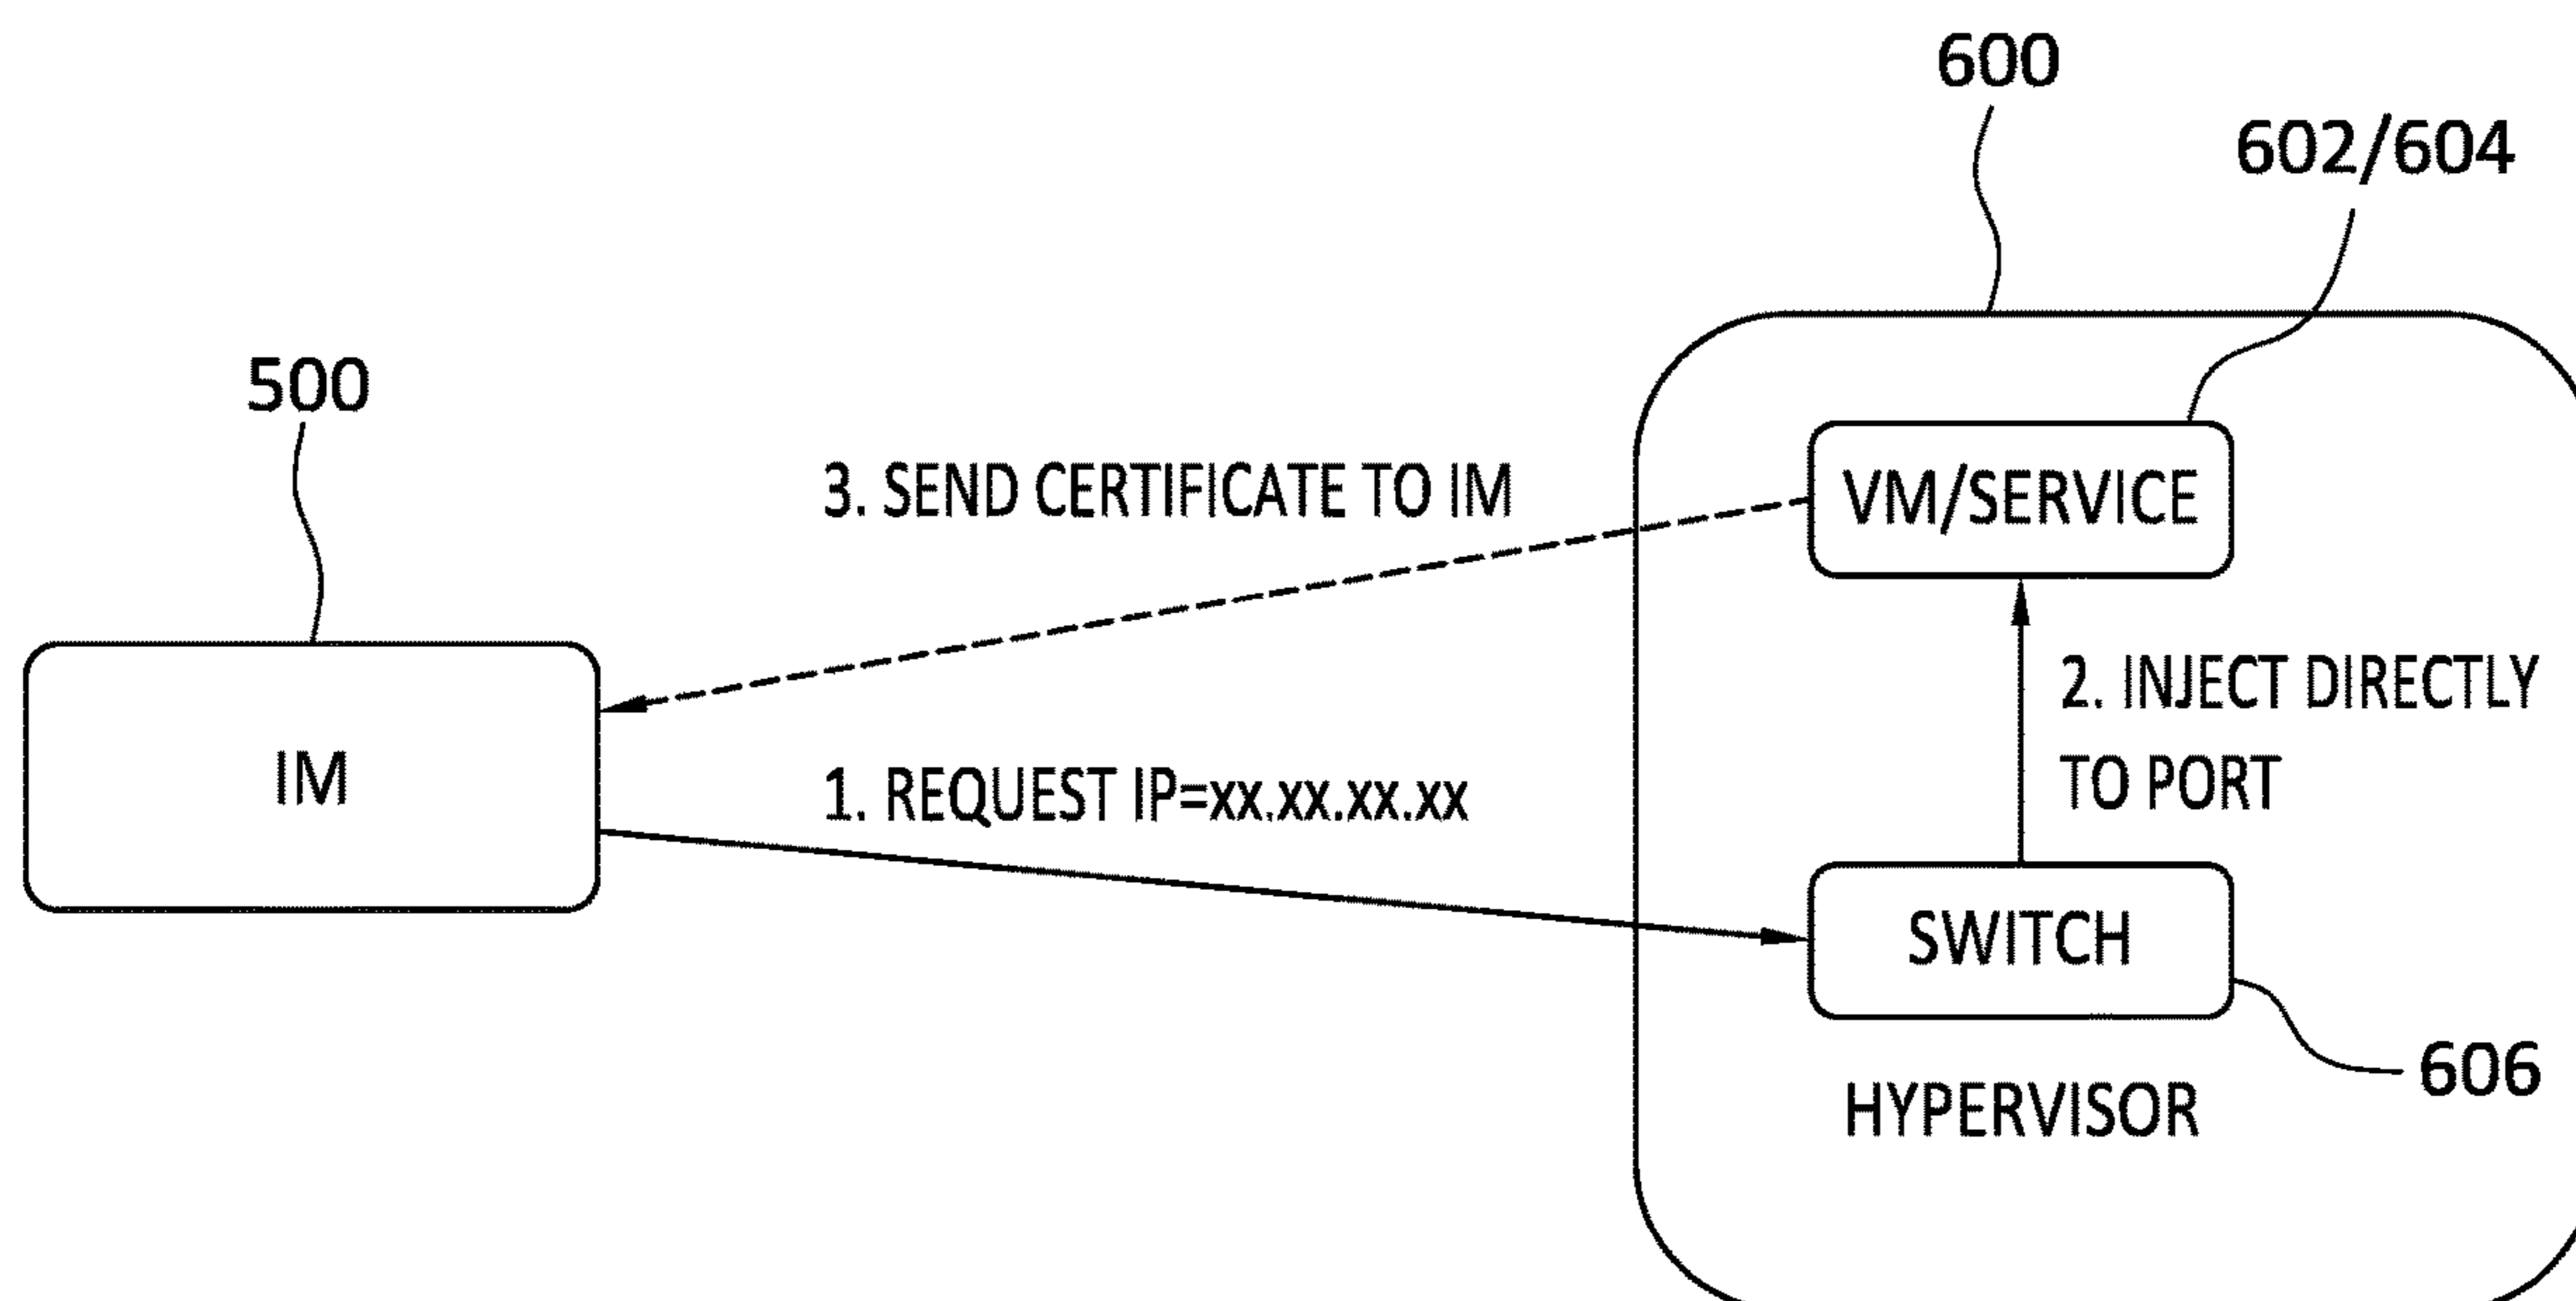 600
602/604
500
3. SEND CERTIFICATE TO IM
VM/SERVICE
2. INJECT DIRECTLY
TO PORT
IM
1. REQUEST IP=xx.xx.xx.xx
SWITCH
606
HYPERVISOR